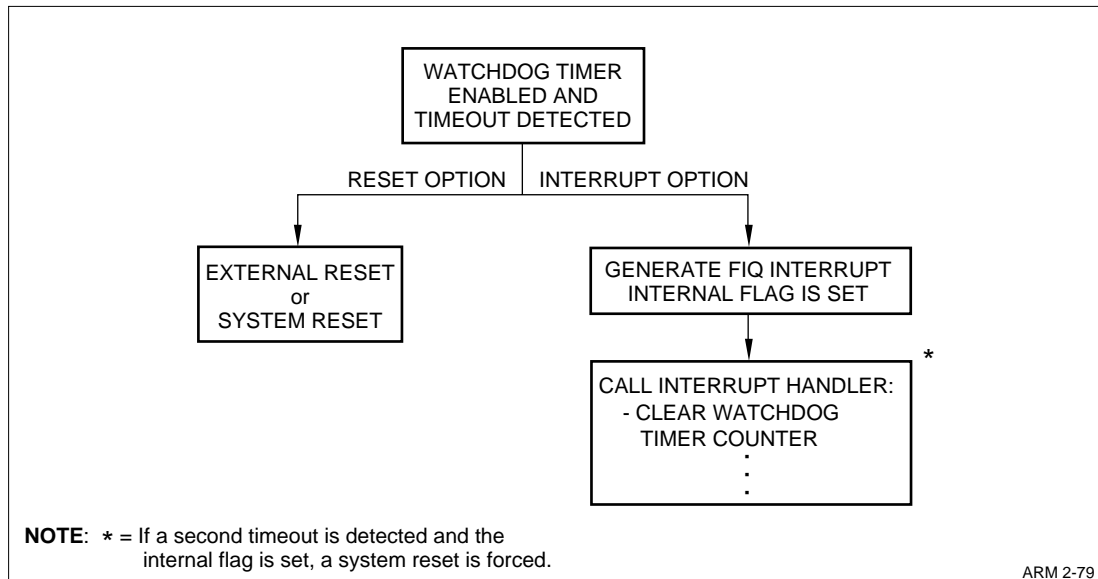 WATCHDOG TIMER
ENABLED AND
TIMEOUT DETECTED
RESET OPTION
INTERRUPT OPTION
EXTERNAL RESET
or
SYSTEM RESET
GENERATE FIQ INTERRUPT
INTERNAL FLAG IS SET
*
CALL INTERRUPT HANDLER:
- CLEAR WATCHDOG
TIMER COUNTER
.
.
.
NOTE: * = If a second timeout is detected and the
internal flag is set, a system reset is forced.
ARM 2-79